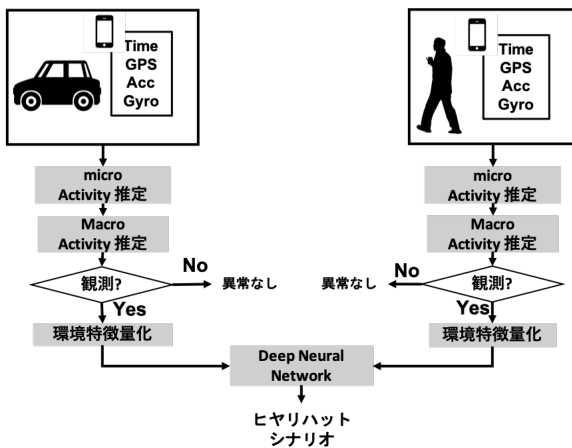 Time
GPS
Acc
Gyro
micro
Activity 推定
Macro
Activity 推定
観測?
No
異常なし
Yes
環境特徴量化
Time
GPS
Acc
Gyro
micro
Activity 推定
Macro
Activity 推定
観測?
No
異常なし
Yes
環境特徴量化
Deep Neural
Network
ヒヤリハット
シナリオ